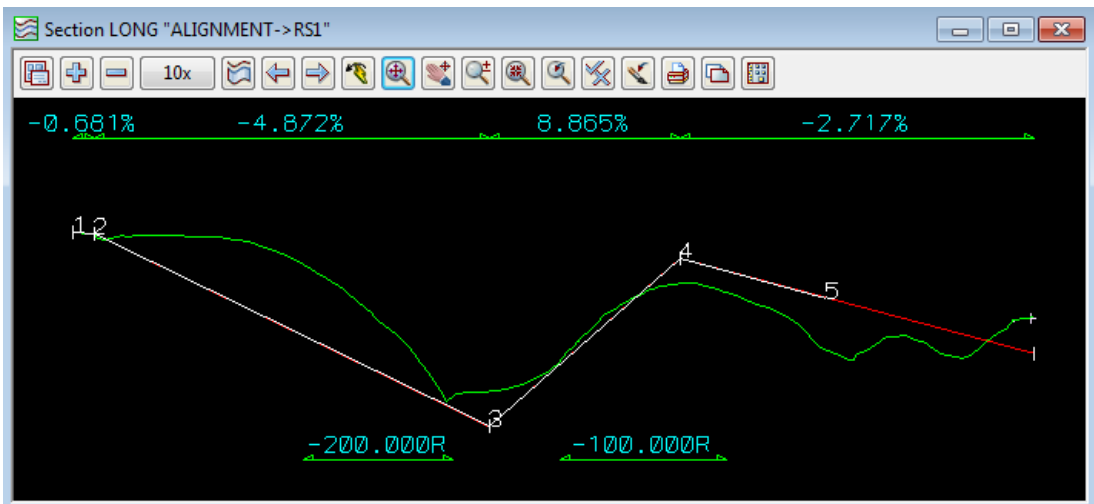 Section LONG "ALIGNMENT->RS1"
10x
-0.681% -4.872% 8.865% -2.717%
1 2
4
5
3
-200.000R -100.000R